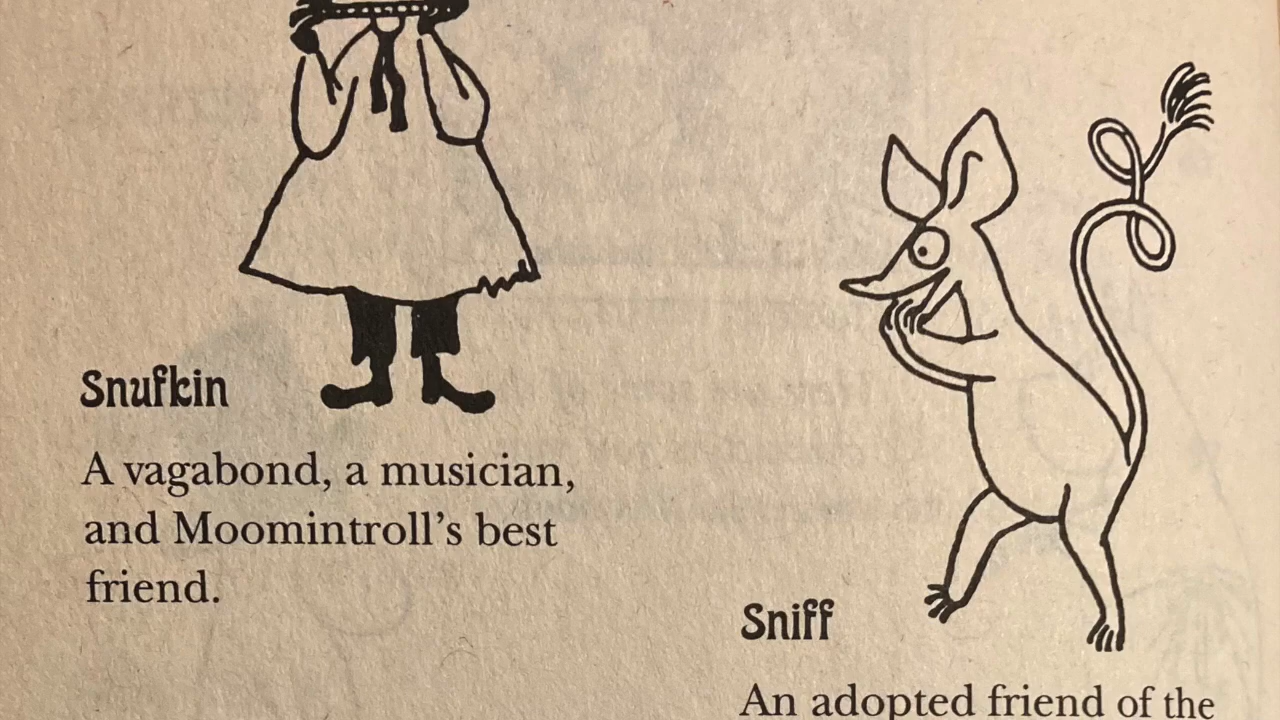 Snufkin
A vagabond, a musician,
and Moomintroll’s best
friend.
Sniff
An adopted friend of the